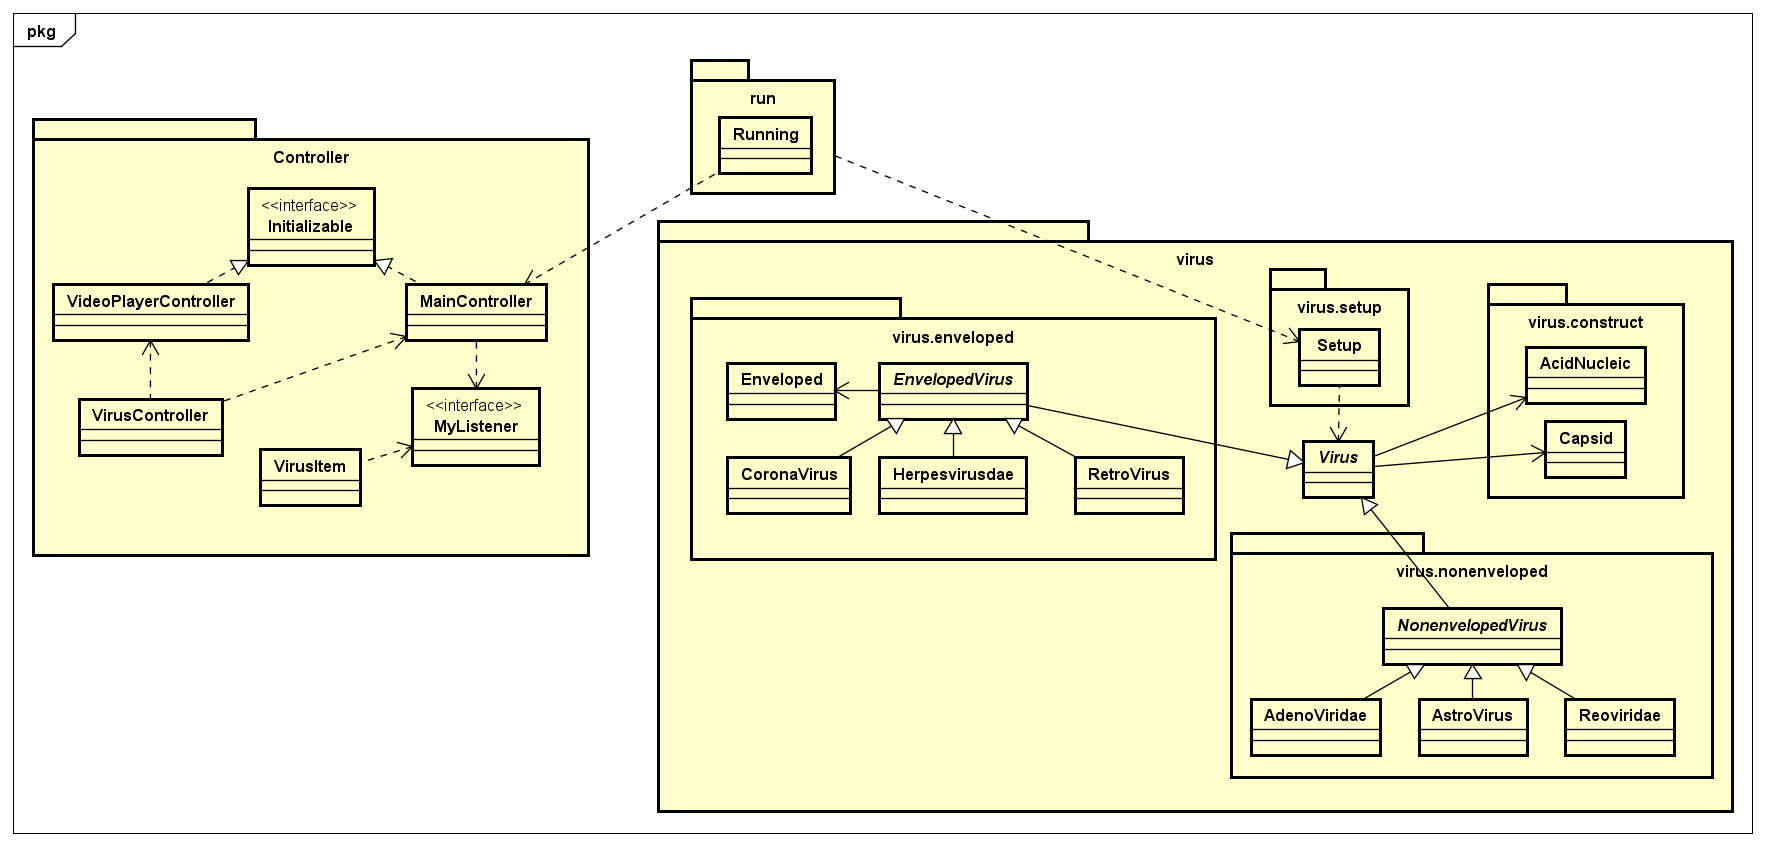 pkg
run
Running
Controller
<<interface>>
Initializable
VideoPlayerController
MainController
VirusController
<<interface>>
MyListener
VirusItem
virus
virus.enveloped
Enveloped
EnvelopedVirus
CoronaVirus
Herpesvirusdae
RetroVirus
virus.setup
Setup
Virus
virus.construct
AcidNucleic
Capsid
virus.nonenveloped
NonenvelopedVirus
AdenoViridae
AstroVirus
Reoviridae